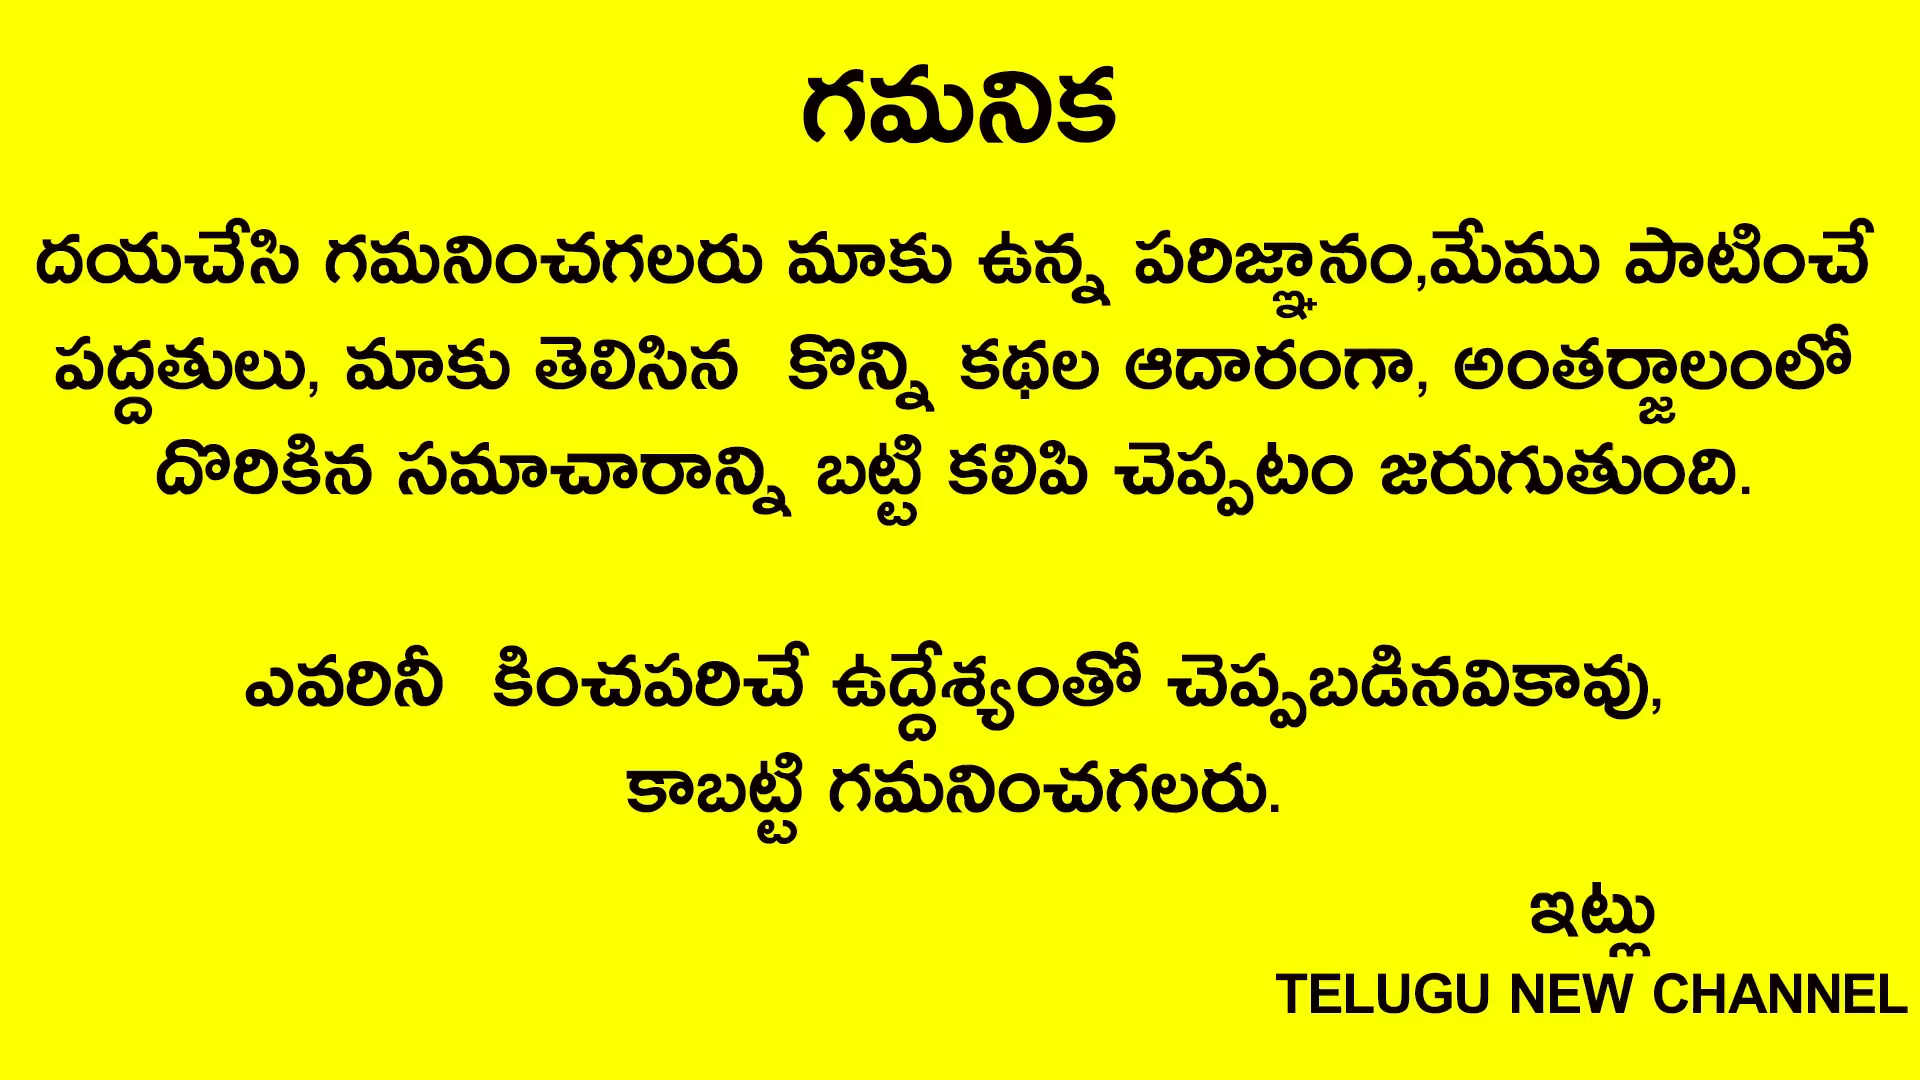 గమనిక
దయచేసి గమనించగలరు మాకు ఉన్న పరిజ్ఞానం,మేము పాటించే
పద్దతులు, మాకు తెలిసిన కొన్ని కథల ఆదారంగా, అంతర్జాలంలో
దొరికిన సమాచారాన్ని బట్టి కలిపి చెప్పటం జరుగుతుంది.
ఎవరినీ కించపరిచే ఉద్దేశ్యంతో చెప్పబడినవికావు,
కాబట్టి గమనించగలరు.
ఇట్లు
TELUGU NEW CHANNEL